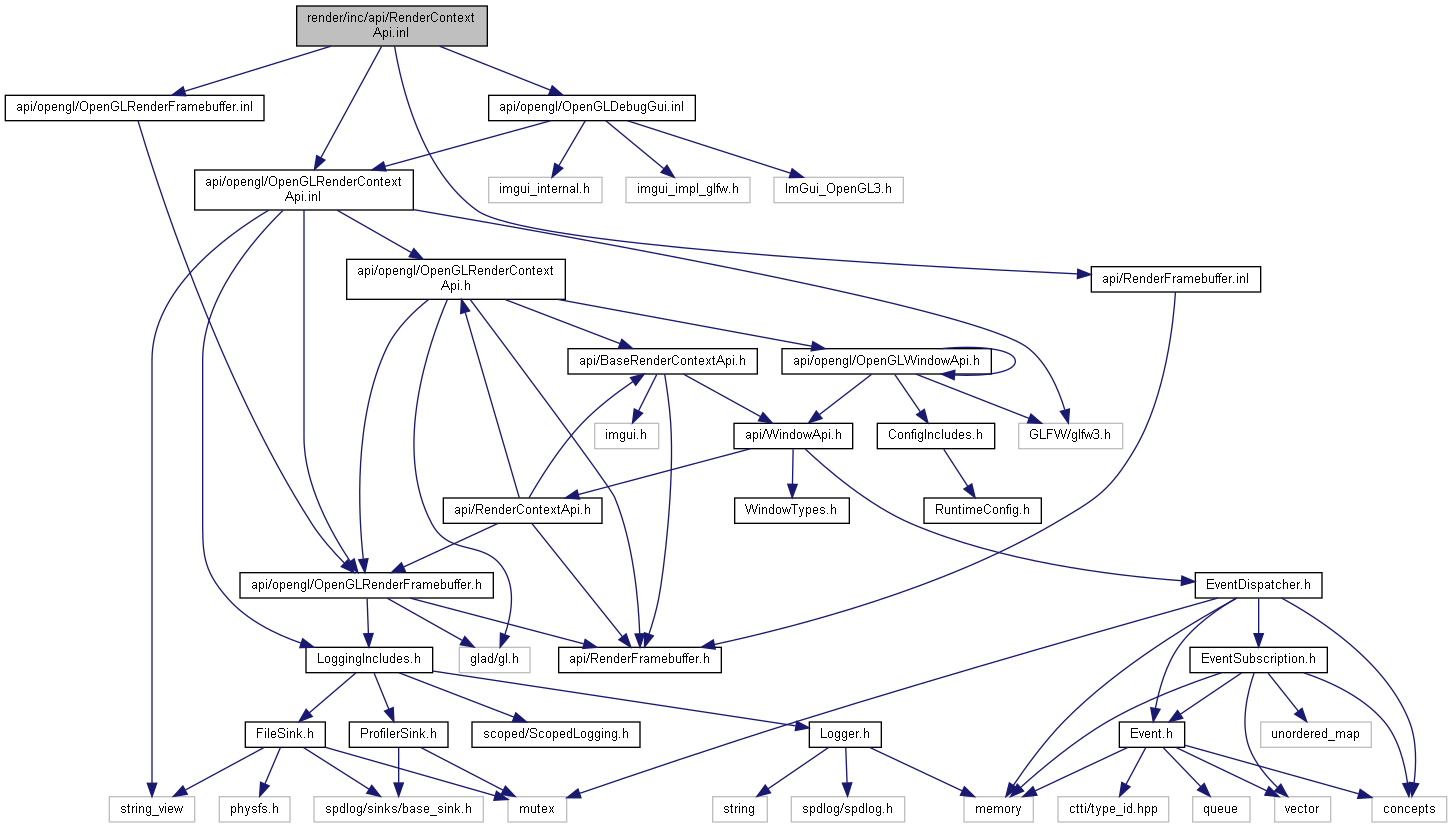 render/inc/api/RenderContext
Api.inl
api/opengl/OpenGLRenderFramebuffer.inl
api/opengl/OpenGLDebugGui.inl
api/opengl/OpenGLRenderContext
Api.inl
imgui_internal.h
imgui_impl_glfw.h
ImGui_OpenGL3.h
api/opengl/OpenGLRenderContext
Api.h
api/RenderFramebuffer.inl
api/BaseRenderContextApi.h
api/opengl/OpenGLWindowApi.h
imgui.h
api/WindowApi.h
ConfigIncludes.h
GLFW/glfw3.h
api/RenderContextApi.h
WindowTypes.h
RuntimeConfig.h
api/opengl/OpenGLRenderFramebuffer.h
EventDispatcher.h
LoggingIncludes.h
glad/gl.h
api/RenderFramebuffer.h
EventSubscription.h
FileSink.h
ProfilerSink.h
scoped/ScopedLogging.h
Logger.h
Event.h
unordered_map
string_view
physfs.h
spdlog/sinks/base_sink.h
mutex
string
spdlog/spdlog.h
memory
ctti/type_id.hpp
queue
vector
concepts